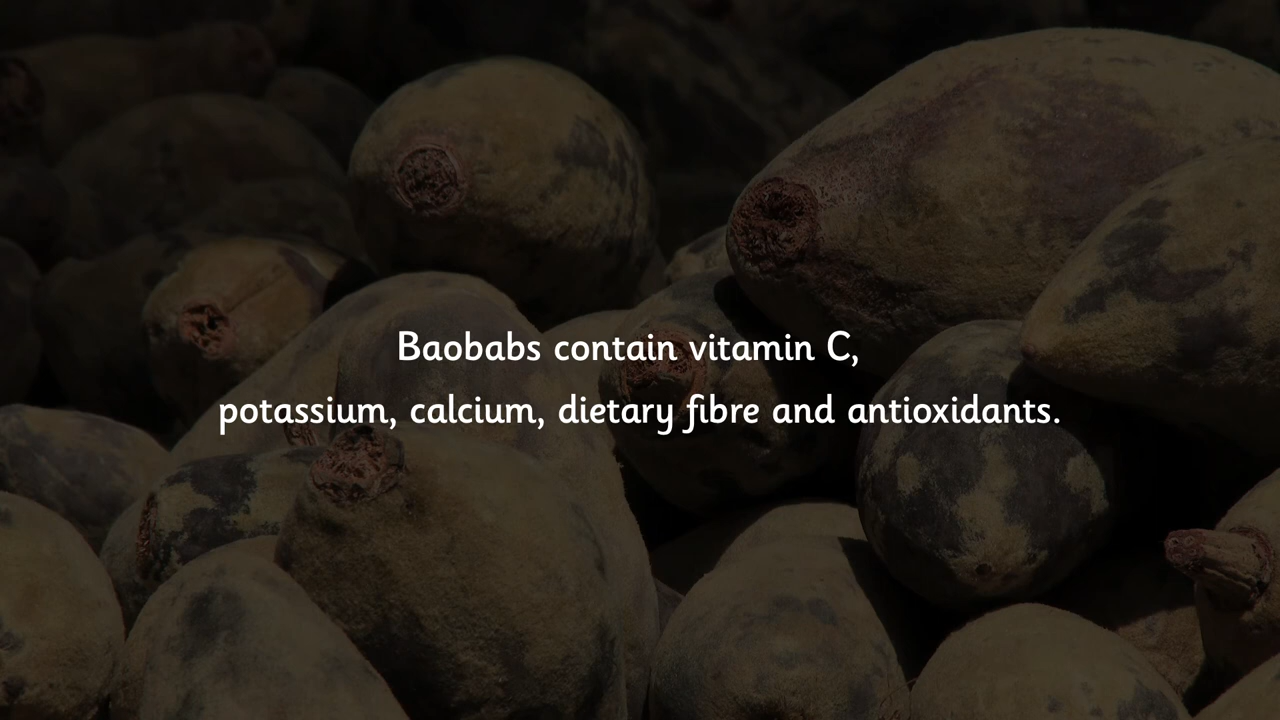 Baobabs contain vitamin C,
potassium, calcium, dietary fibre and antioxidants.